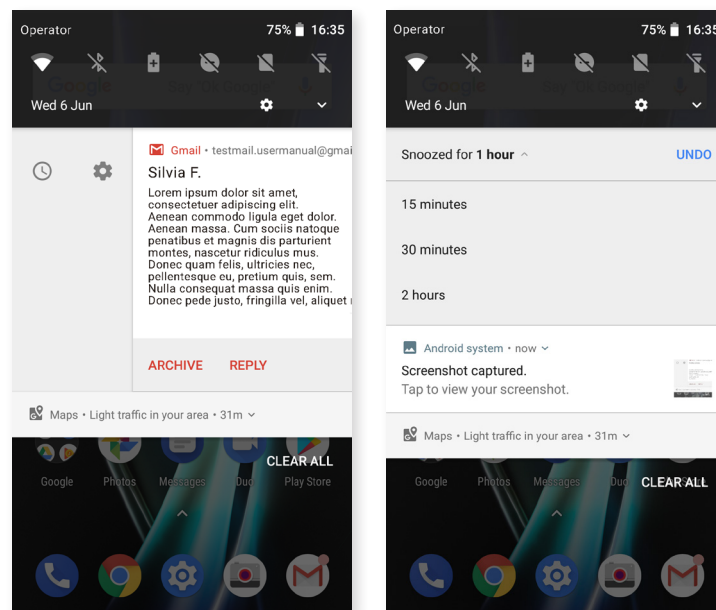 Operator 75% 16:35
Wed 6 Jun
Gmail • testmail.usermanual@gmai
Silvia F.
Lorem ipsum dolor sit amet,
consectetuer adipiscing elit.
Aenean commodo ligula eget dolor.
Aenean massa. Cum sociis natoque
penatibus et magnis dis parturient
montes, nascetur ridiculus mus.
Donec quam felis, ultricies nec,
pellentesque eu, pretium quis, sem.
Nulla consequat massa quis enim.
Donec pede justo, fringilla vel, aliquet
ARCHIVE REPLY
Maps • Light traffic in your area • 31m
CLEAR ALL
Google Photos Messages Duo Play Store
Operator 75% 16:35
Wed 6 Jun
Snoozed for 1 hour UNDO
15 minutes
30 minutes
2 hours
Android system • now
Screenshot captured.
Tap to view your screenshot.
Maps • Light traffic in your area • 31m
CLEAR ALL
Google Photos Messages Duo